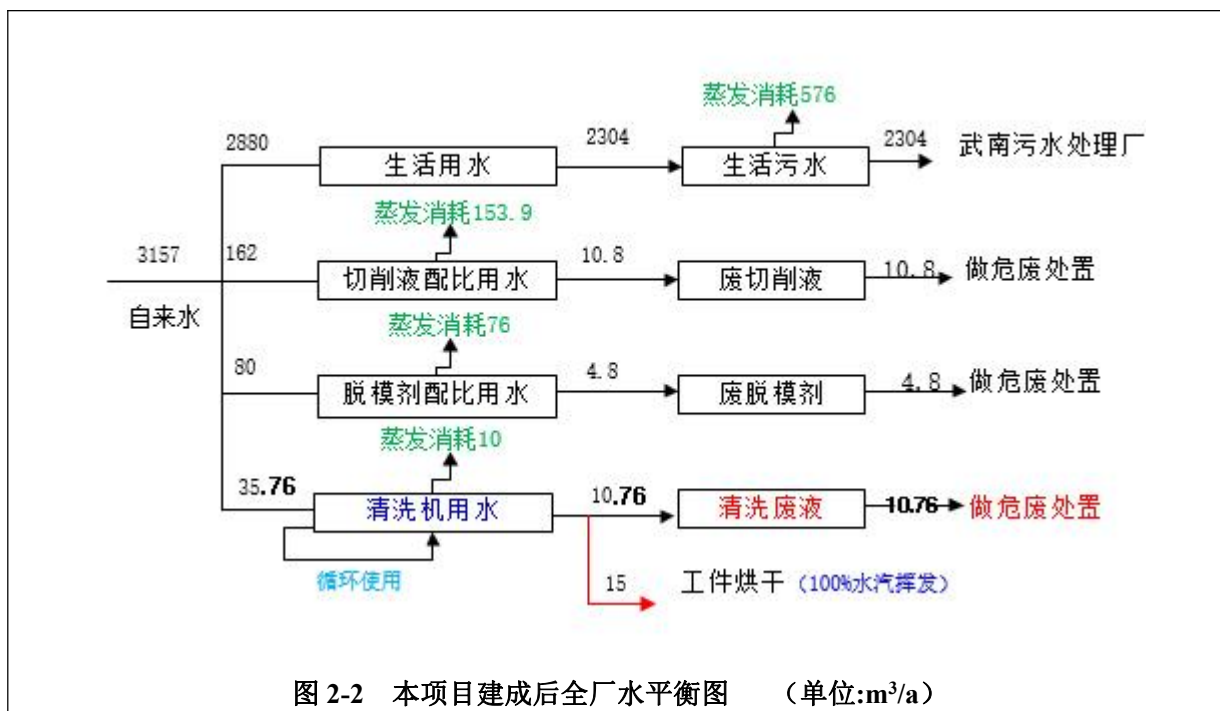 蒸发消耗576
2880
生活用水
2304
生活污水
2304
武南污水处理厂
蒸发消耗153.9
3157
162
切削液配比用水
10.8
废切削液
10.8
做危废处置
自来水
蒸发消耗76
80
脱模剂配比用水
4.8
废脱模剂
4.8
做危废处置
蒸发消耗10
35.76
清洗机用水
10.76
清洗废液
10.76
做危废处置
循环使用
15
工件烘干（100%水汽挥发）
图 2-2 本项目建成后全厂水平衡图 （单位:m³/a）